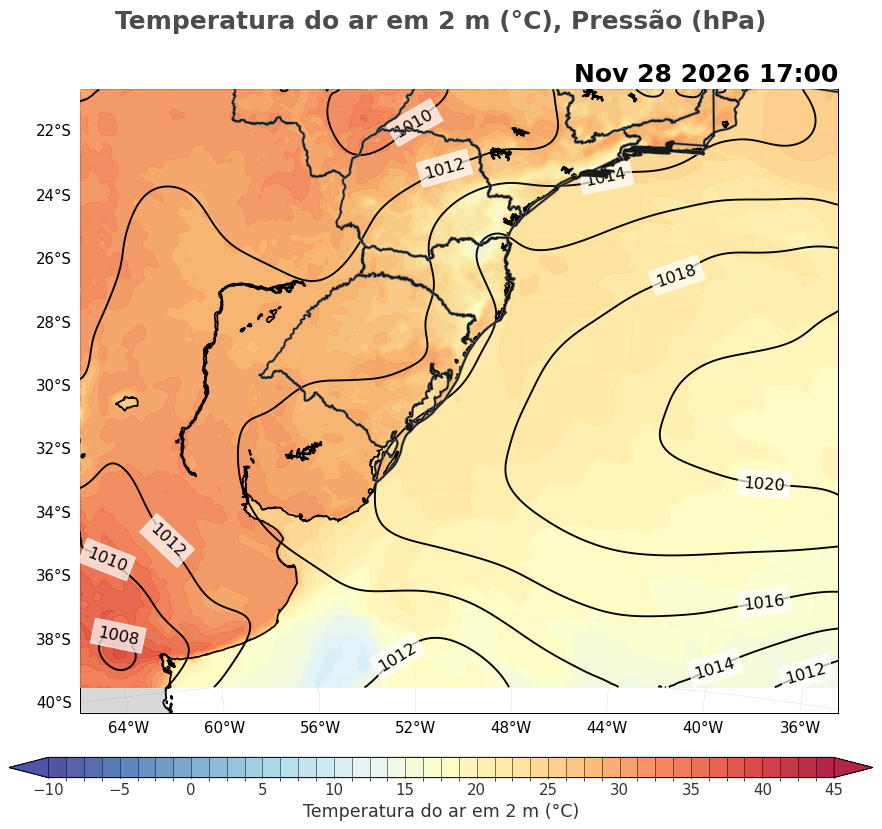 Temperatura do ar em 2 m (°C), Pressão (hPa)
Nov 28 2026 17:00
22°S
24°S
26°S
28°S
30°S
32°S
34°S
36°S
38°S
40°S
1010
1012
1014
1018
1020
1012
1010
1008
1016
1014
1012
1012
64°W 60°W 56°W 52°W 48°W 44°W 40°W 36°W
−10 −5 0 5 10 15 20 25 30 35 40 45
Temperatura do ar em 2 m (°C)